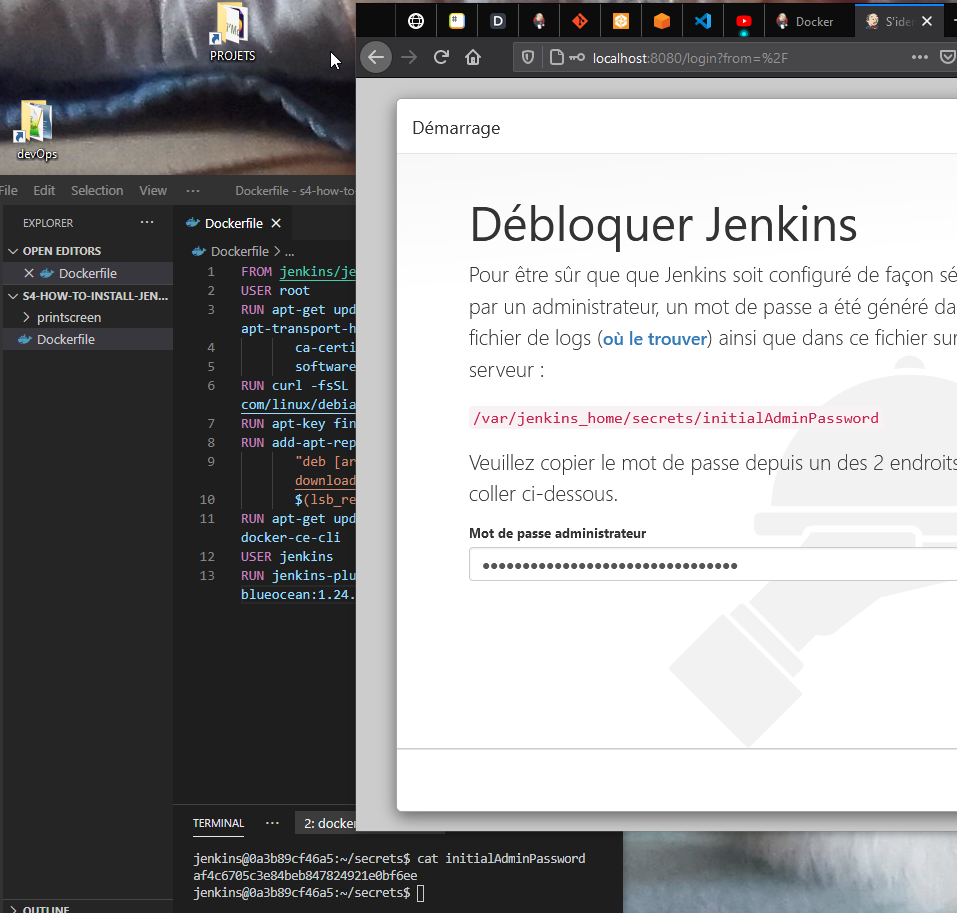 PROJETS
devOps
Docker
S'iden
localhost:8080/login?from=%2F
File Edit Selection View ···
Dockerfile - s4-how-to
EXPLORER
OPEN EDITORS
Dockerfile
S4-HOW-TO-INSTALL-JEN...
printscreen
Dockerfile
Dockerfile
Dockerfile > ...
1 FROM jenkins/je
2 USER root
3 RUN apt-get upd
apt-transport-h
4 ca-certi
5 software
6 RUN curl -fsSL
com/linux/debia
7 RUN apt-key fin
8 RUN add-apt-rep
9 "deb [ar
download
10 $(lsb_re
11 RUN apt-get upd
docker-ce-cli
12 USER jenkins
13 RUN jenkins-plu
blueocean:1.24.
Démarrage
Débloquer Jenkins
Pour être sûr que que Jenkins soit configuré de façon sé
par un administrateur, un mot de passe a été généré da
fichier de logs (où le trouver) ainsi que dans ce fichier sur
serveur :
/var/jenkins_home/secrets/initialAdminPassword
Veuillez copier le mot de passe depuis un des 2 endroits
coller ci-dessous.
Mot de passe administrateur
••••••••••••••••••••••••••••••••
TERMINAL ··· 2: docker
jenkins@0a3b89cf46a5:~/secrets$ cat initialAdminPassword
af4c6705c3e84beb847824921e0bf6ee
jenkins@0a3b89cf46a5:~/secrets$
OUTLINE